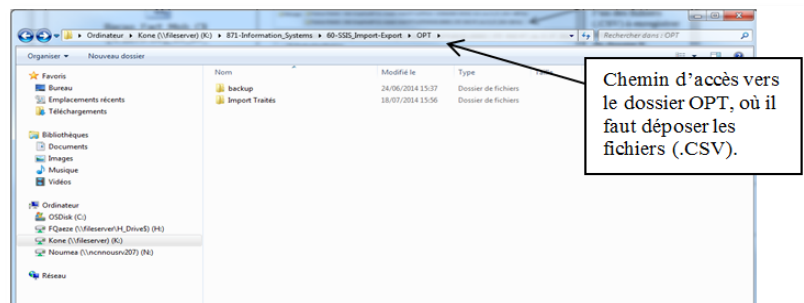 Ordinateur ▸ Kone (\\fileserver) (K:) ▸ 871-Information_Systems ▸ 60-SSIS_Import-Export ▸ OPT ▸
Rechercher dans : OPT
Organiser ▾ Nouveau dossier
Favoris
Bureau
Emplacements récents
Téléchargements
Bibliothèques
Documents
Images
Musique
Vidéos
Ordinateur
OSDisk (C:)
FQaeze (\\fileserver\H_Drive$) (H:)
Kone (\\fileserver) (K:)
Noumea (\\ncnnousrv207) (N:)
Réseau
Nom Modifié le Type
backup 24/06/2014 15:37 Dossier de fichiers
Import Traités 18/07/2014 15:56 Dossier de fichiers
Chemin d'accès vers
le dossier OPT, où il
faut déposer les
fichiers (.CSV).